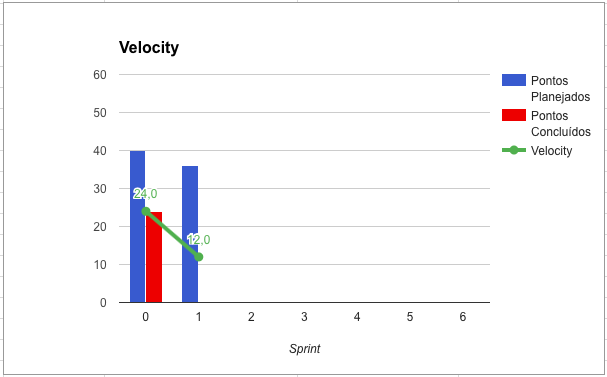 Velocity
60
50
40
30
20
10
0
24,0
12,0
0 1 2 3 4 5 6
Sprint
Pontos
Planejados
Pontos
Concluídos
Velocity